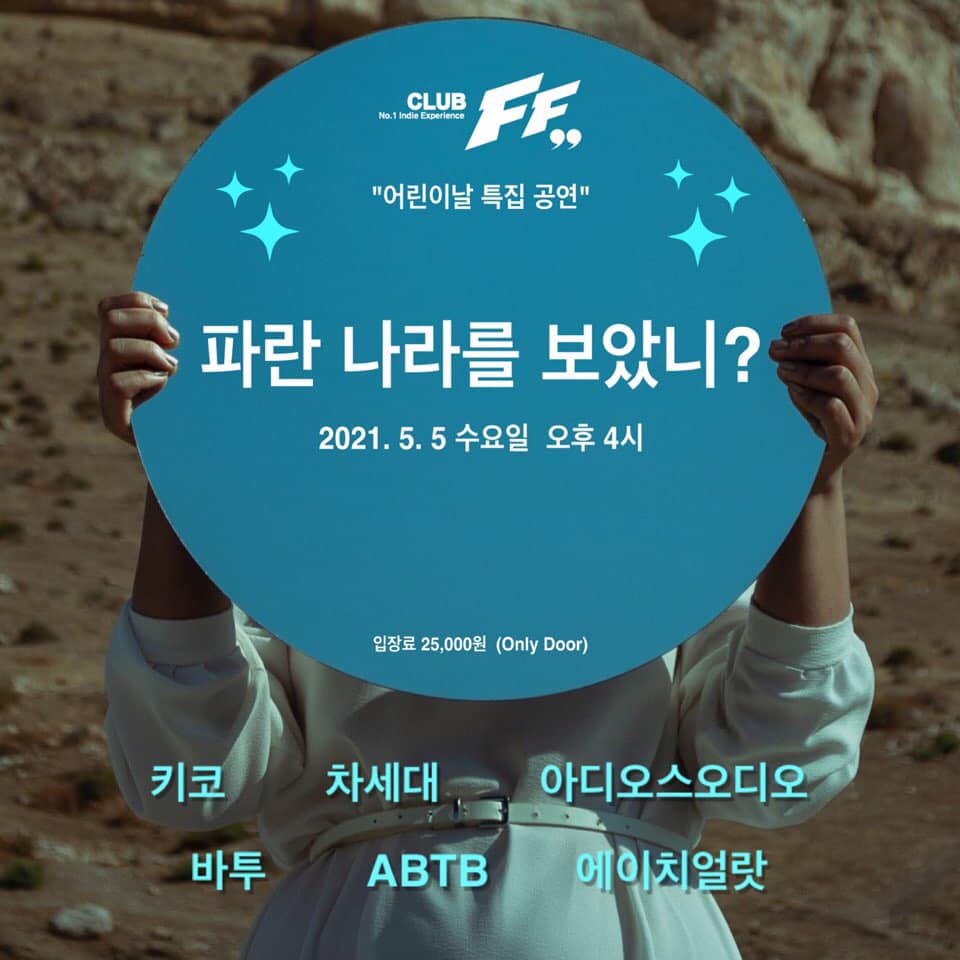 CLUB
No.1 Indie Experience
FF,,
"어린이날 특집 공연"
파란 나라를 보았니?
2021. 5. 5 수요일 오후 4시
입장료 25,000원 (Only Door)
키코 차세대 아디오스오디오
바투 ABTB 에이치얼랏